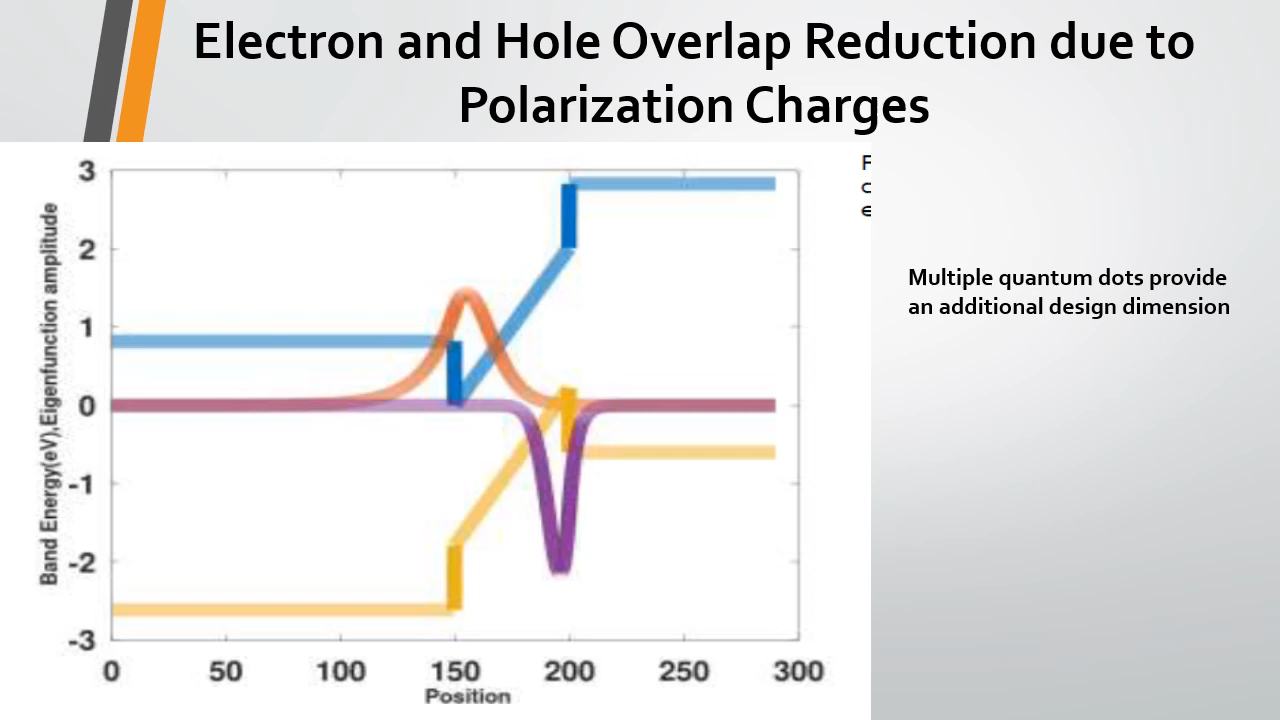 Electron and Hole Overlap Reduction due to
Polarization Charges
3
2
1
0
-1
-2
-3
Band Energy(eV),Eigenfunction amplitude
0 50 100 150 200 250 300
Position
F
Multiple quantum dots provide
an additional design dimension